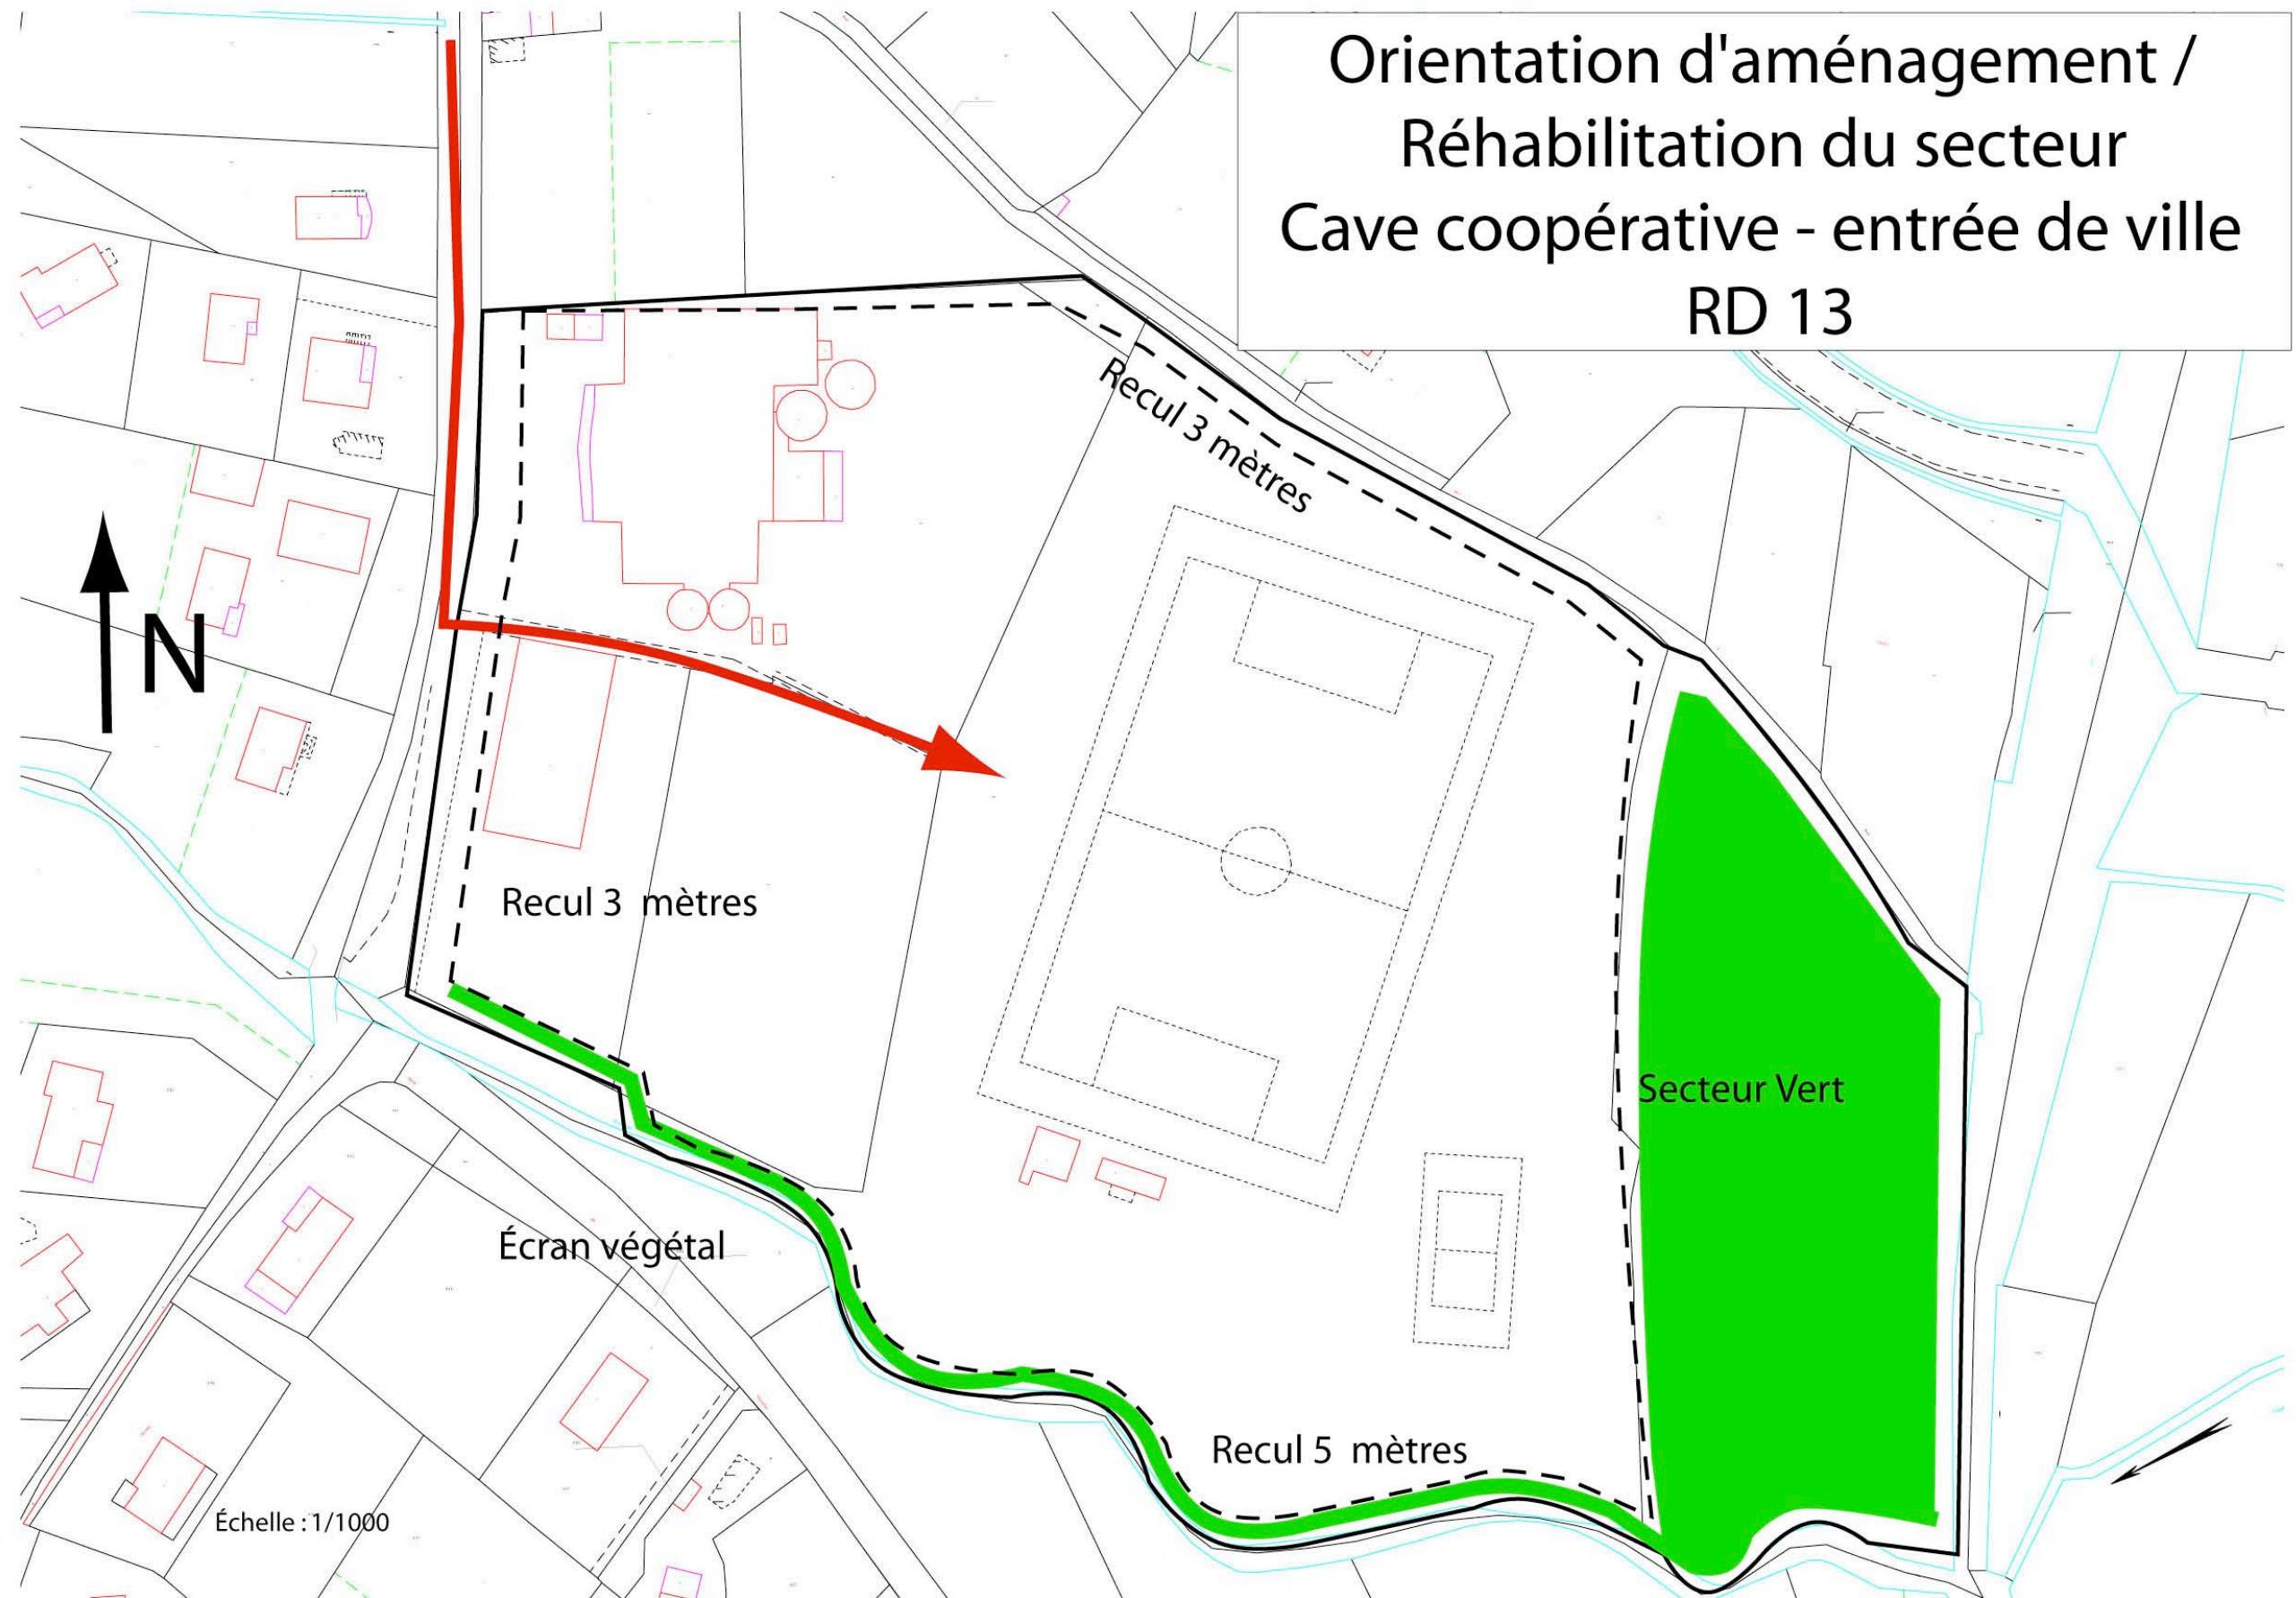 Orientation d'aménagement /
Réhabilitation du secteur
Cave coopérative - entrée de ville
RD 13
Recul 3 mètres
N
Recul 3 mètres
Secteur Vert
Écran végétal
Recul 5 mètres
Échelle : 1/1000